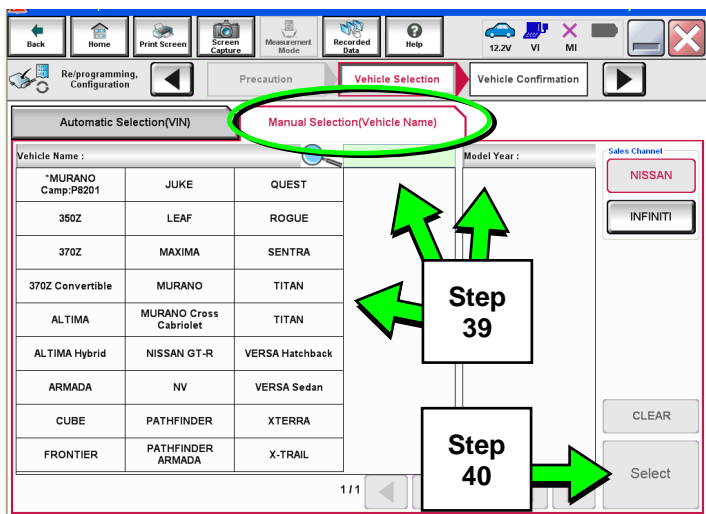 Back
Home
Print Screen
Screen
Capture
Measurement
Mode
Recorded
Data
Help
12.2V
VI
MI
Re/programming,
Configuration
Precaution
Vehicle Selection
Vehicle Confirmation
Automatic Selection(VIN)
Manual Selection(Vehicle Name)
Vehicle Name :
Model Year :
Sales Channel
*MURANO
Camp:P8201
JUKE
QUEST
NISSAN
350Z
LEAF
ROGUE
INFINITI
370Z
MAXIMA
SENTRA
370Z Convertible
MURANO
TITAN
ALTIMA
MURANO Cross
Cabriolet
TITAN
ALTIMA Hybrid
NISSAN GT-R
VERSA Hatchback
ARMADA
NV
VERSA Sedan
CUBE
PATHFINDER
XTERRA
FRONTIER
PATHFINDER
ARMADA
X-TRAIL
Step
39
Step
40
CLEAR
Select
1/1